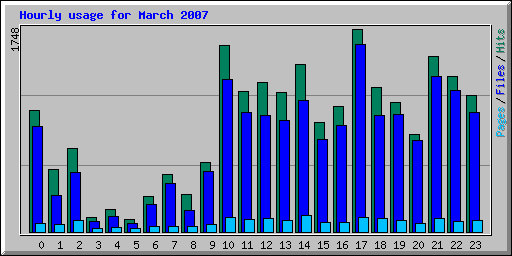 Hourly usage for March 2007
1748
Pages / Files / Hits
0 1 2 3 4 5 6 7 8 9 10 11 12 13 14 15 16 17 18 19 20 21 22 23